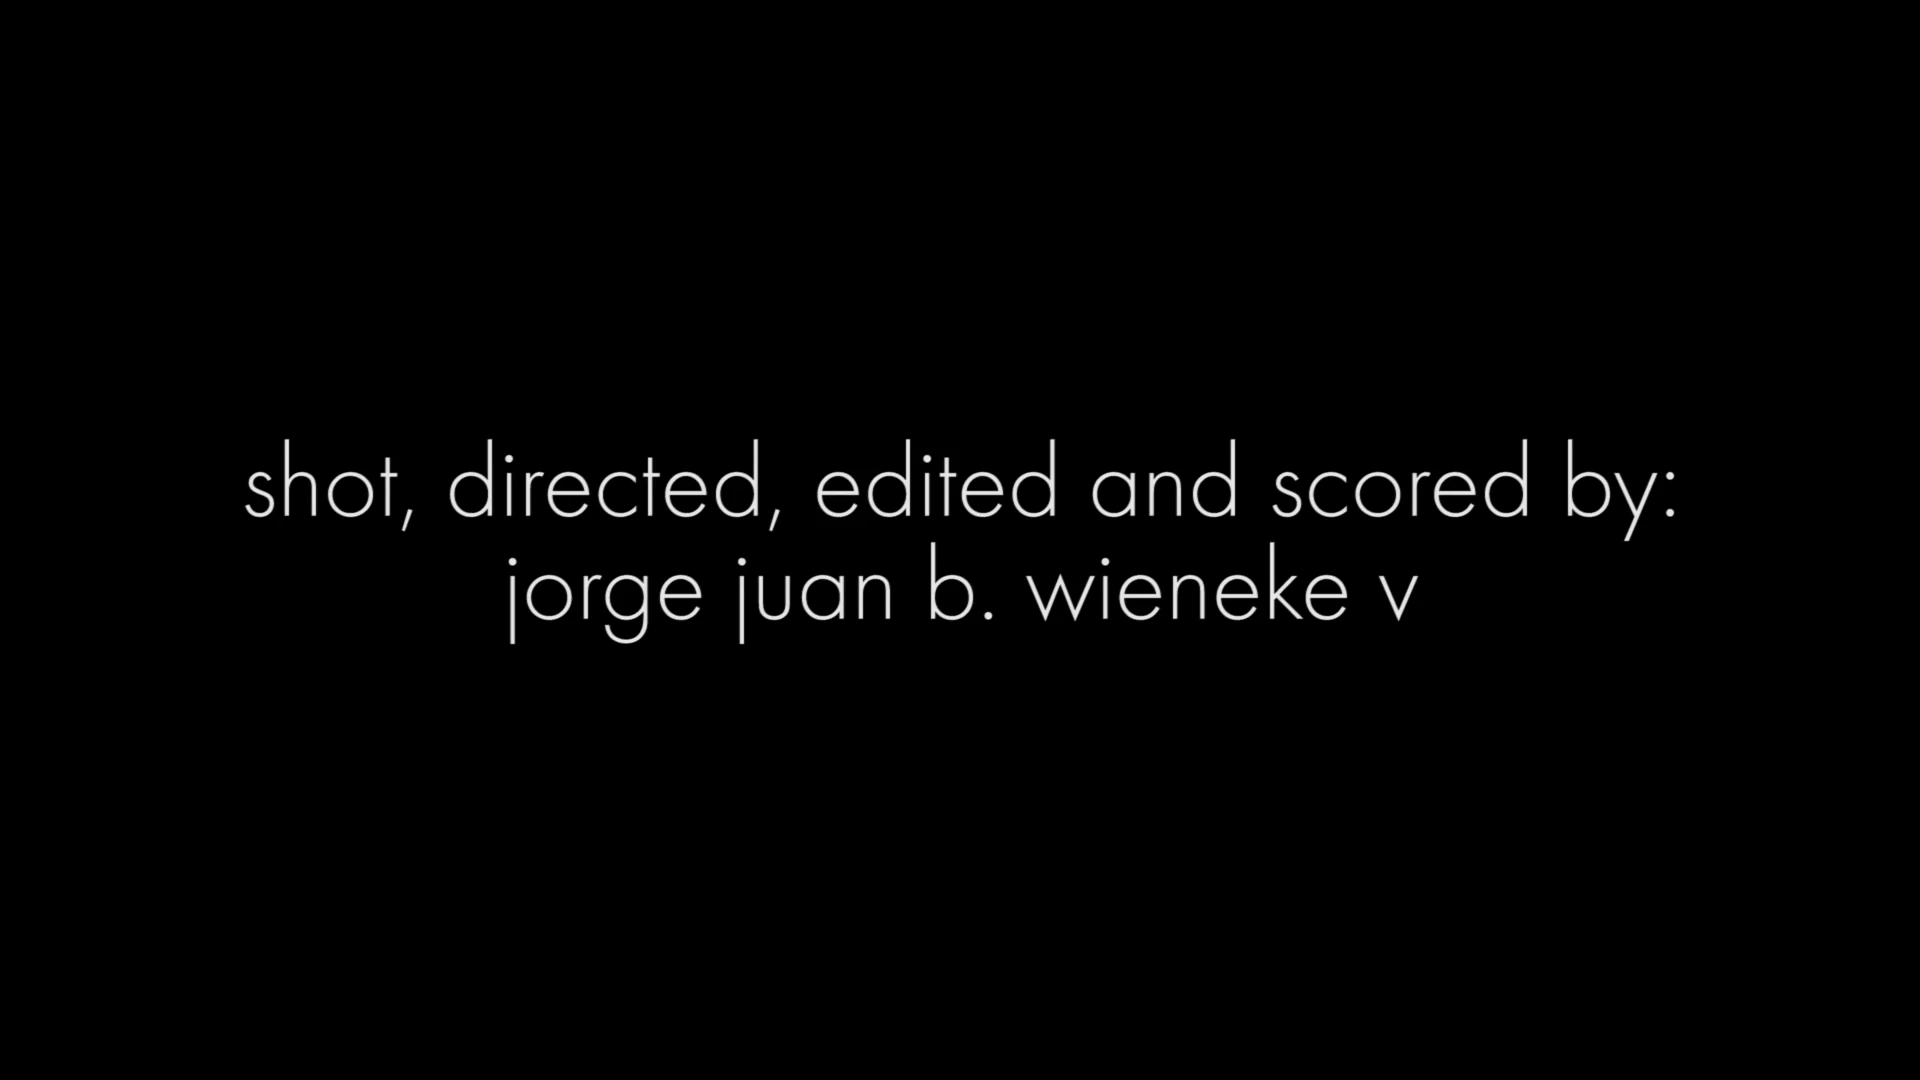 shot, directed, edited and scored by:
jorge juan b. wieneke v